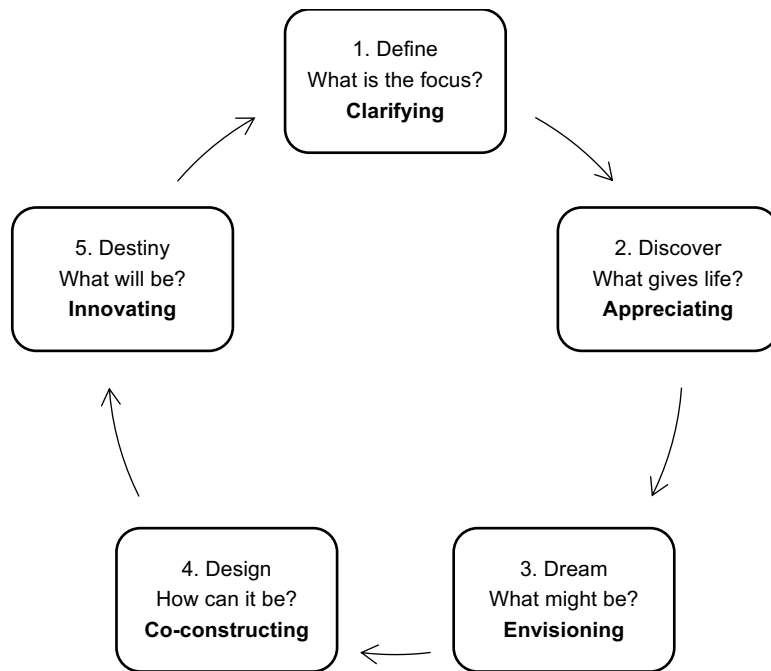 1. Define
What is the focus?
Clarifying
2. Discover
What gives life?
Appreciating
3. Dream
What might be?
Envisioning
4. Design
How can it be?
Co-constructing
5. Destiny
What will be?
Innovating